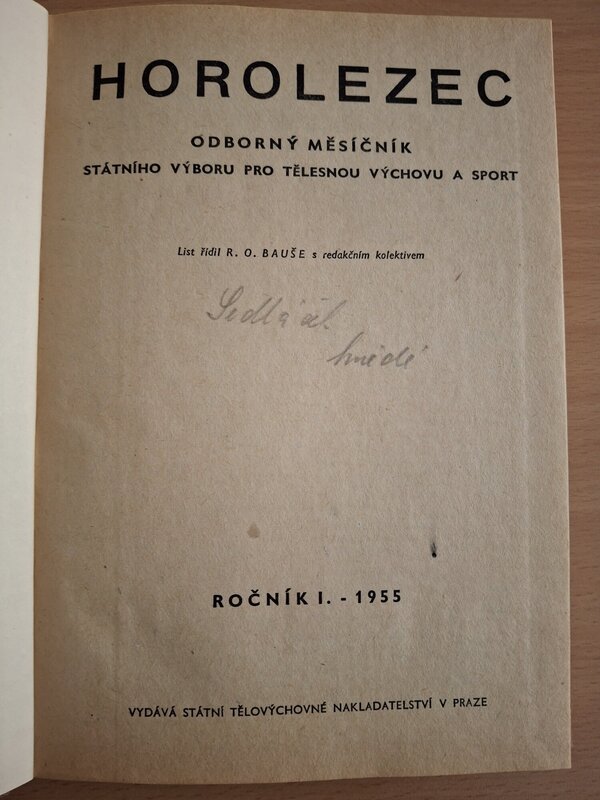 HOROLEZEC
ODBORNÝ MĚSÍČNÍK
STÁTNÍHO VÝBORU PRO TĚLESNOU VÝCHOVU A SPORT
List řídil R. O. BAUŠE s redakčním kolektivem
hnědé
ROČNÍK I. - 1955
VYDÁVÁ STÁTNÍ TĚLOVÝCHOVNÉ NAKLADATELSTVÍ V PRAZE